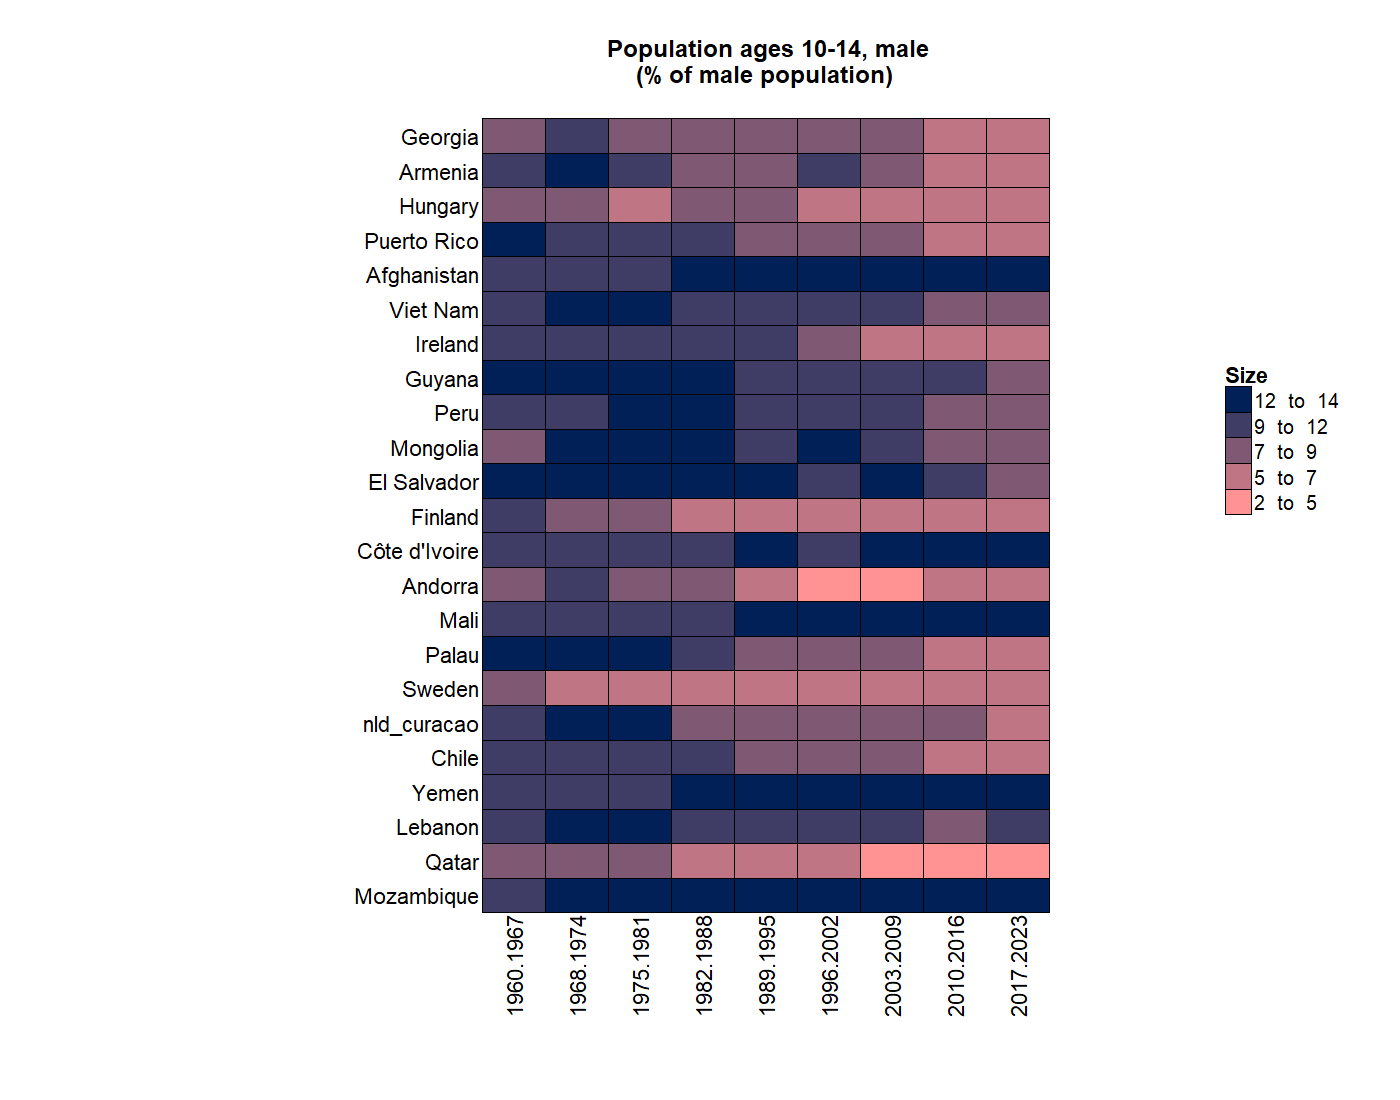 Population ages 10-14, male
(% of male population)
Georgia
Armenia
Hungary
Puerto Rico
Afghanistan
Viet Nam
Ireland
Guyana
Peru
Mongolia
El Salvador
Finland
Côte d'Ivoire
Andorra
Mali
Palau
Sweden
nld_curacao
Chile
Yemen
Lebanon
Qatar
Mozambique
1960.1967
1968.1974
1975.1981
1982.1988
1989.1995
1996.2002
2003.2009
2010.2016
2017.2023
Size
12 to 14
9 to 12
7 to 9
5 to 7
2 to 5